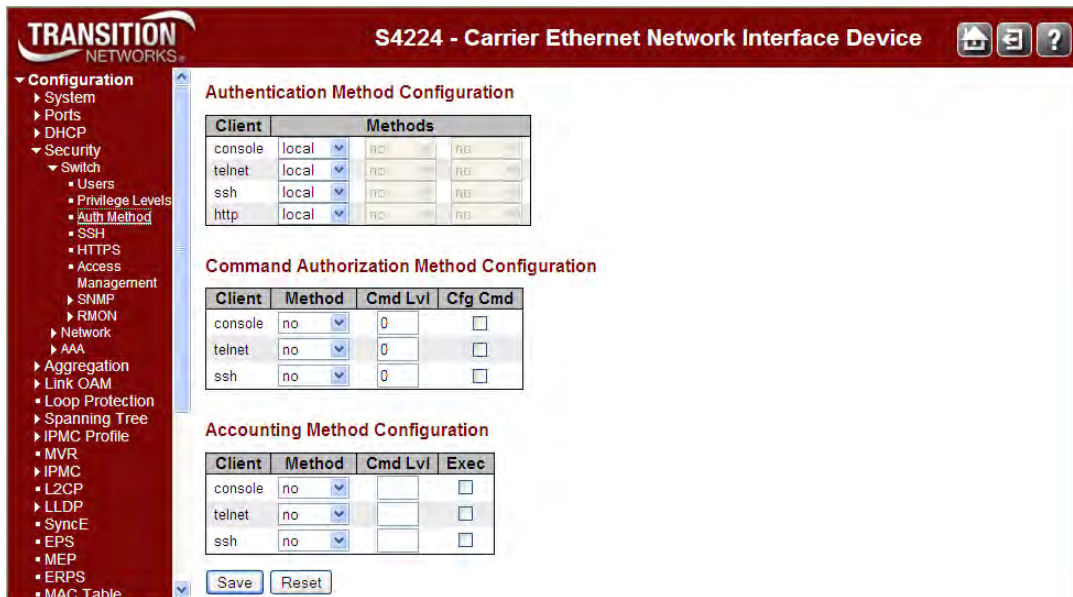 TRANSITION
NETWORKS®
S4224 - Carrier Ethernet Network Interface Device
?
Configuration
System
Ports
DHCP
Security
Switch
Users
Privilege Levels
Auth Method
SSH
HTTPS
Access
Management
SNMP
RMON
Network
AAA
Aggregation
Link OAM
Loop Protection
Spanning Tree
IPMC Profile
MVR
IPMC
L2CP
LLDP
SyncE
EPS
MEP
ERPS
MAC Table
Authentication Method Configuration
Client Methods
console local no no
telnet local no no
ssh local no no
http local no no
Command Authorization Method Configuration
Client Method Cmd Lvl Cfg Cmd
console no 0
telnet no 0
ssh no 0
Accounting Method Configuration
Client Method Cmd Lvl Exec
console no
telnet no
ssh no
Save Reset